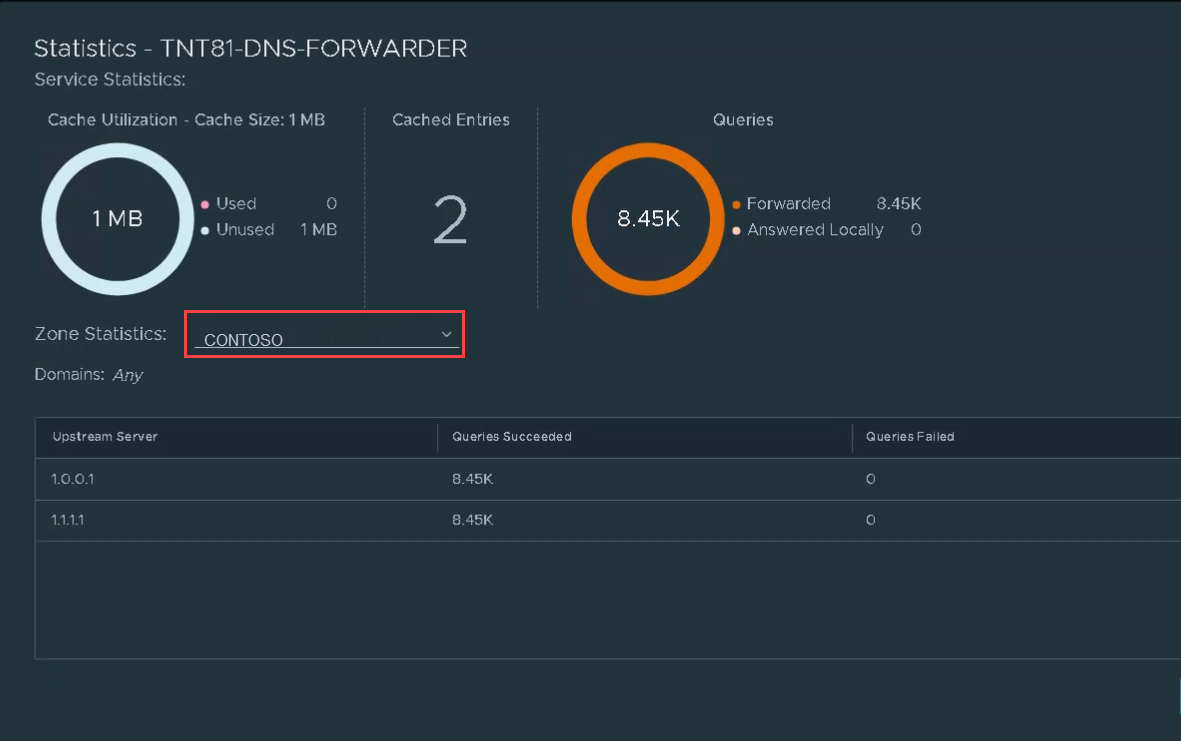 Statistics - TNT81-DNS-FORWARDER
Service Statistics:
Cache Utilization - Cache Size: 1 MB
1 MB
Used 0
Unused 1 MB
Cached Entries
2
Queries
8.45K
Forwarded 8.45K
Answered Locally 0
Zone Statistics: CONTOSO
Domains: Any
Upstream Server Queries Succeeded Queries Failed
1.0.0.1 8.45K 0
1.1.1.1 8.45K 0